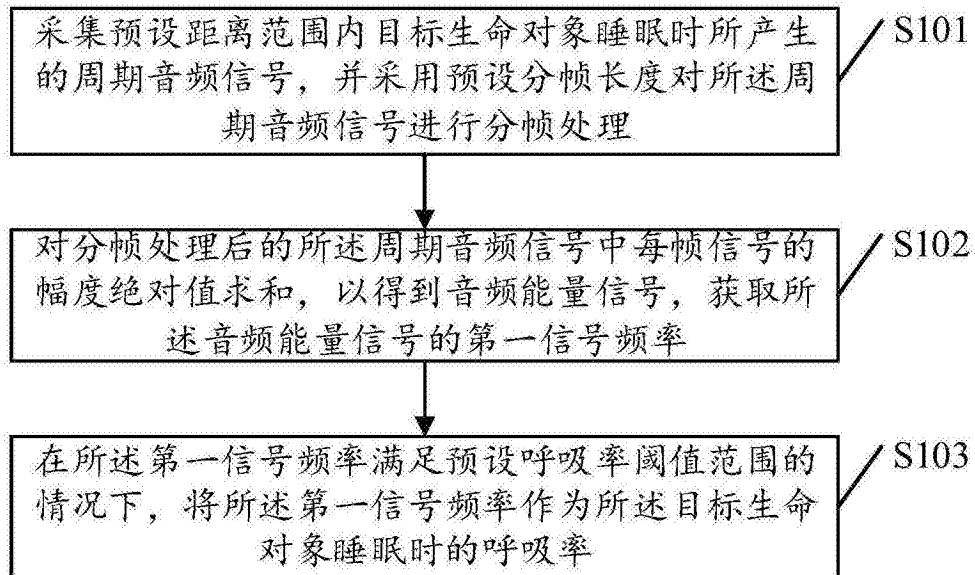 采集预设距离范围内目标生命对象睡眠时所产生
的周期音频信号，并采用预设分帧长度对所述周
期音频信号进行分帧处理
S101
对分帧处理后的所述周期音频信号中每帧信号的
幅度绝对值求和，以得到音频能量信号，获取所
述音频能量信号的第一信号频率
S102
在所述第一信号频率满足预设呼吸率阈值范围的
情况下，将所述第一信号频率作为所述目标生命
对象睡眠时的呼吸率
S103